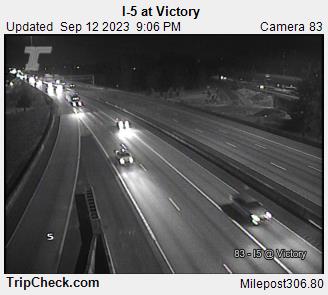 I-5 at Victory
Updated Sep 12 2023 9:06 PM Camera 83
T
S
83 - I5 @ Victory
TripCheck.com Milepost306.80